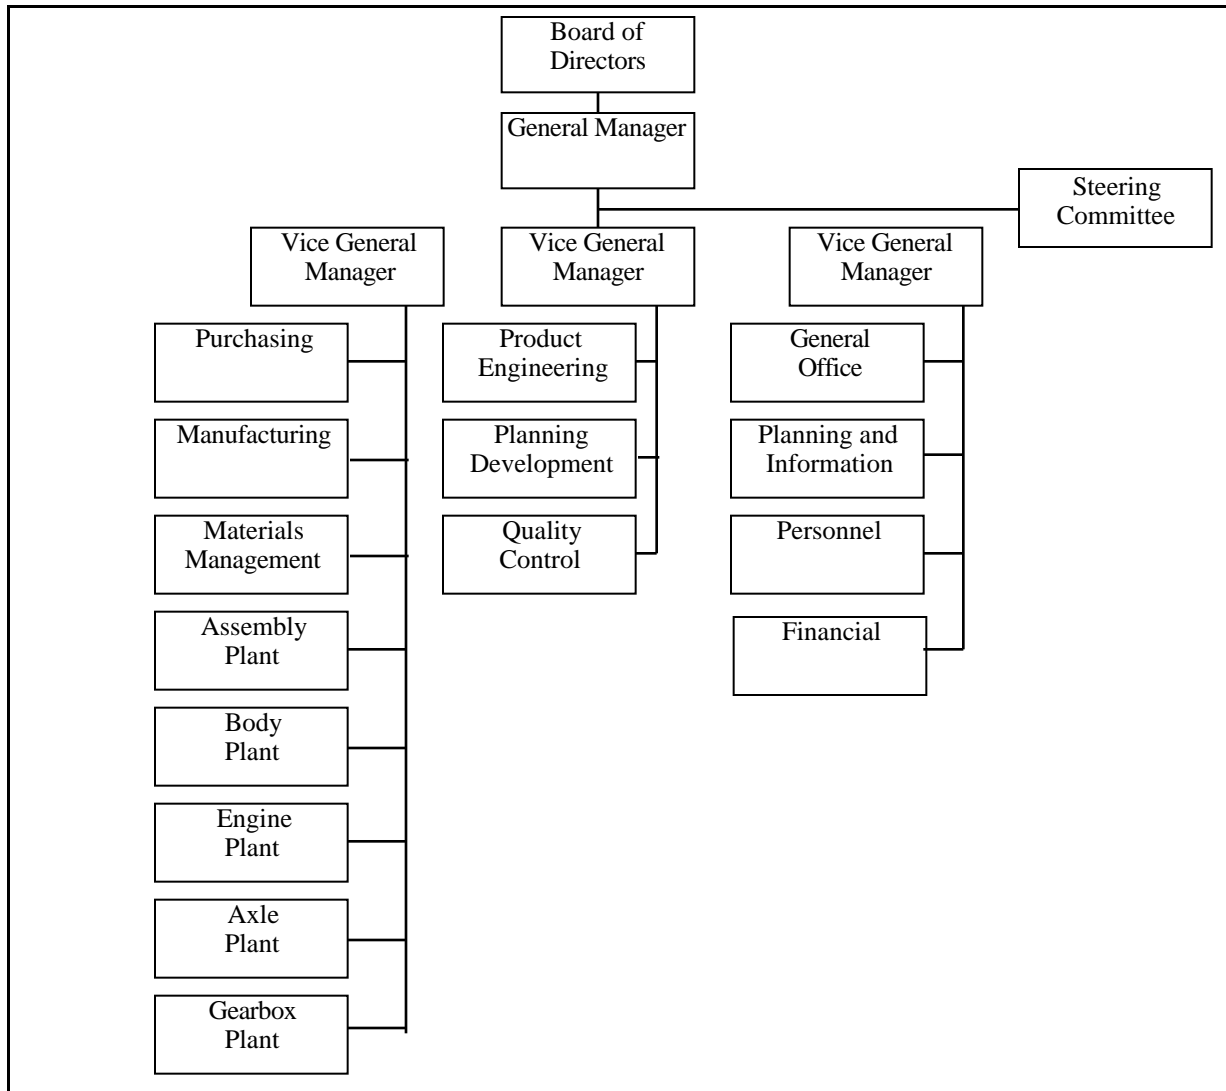 Board of
Directors
General Manager
Steering
Committee
Vice General
Manager
Vice General
Manager
Vice General
Manager
Purchasing
Manufacturing
Materials
Management
Assembly
Plant
Body
Plant
Engine
Plant
Axle
Plant
Gearbox
Plant
Product
Engineering
Planning
Development
Quality
Control
General
Office
Planning and
Information
Personnel
Financial